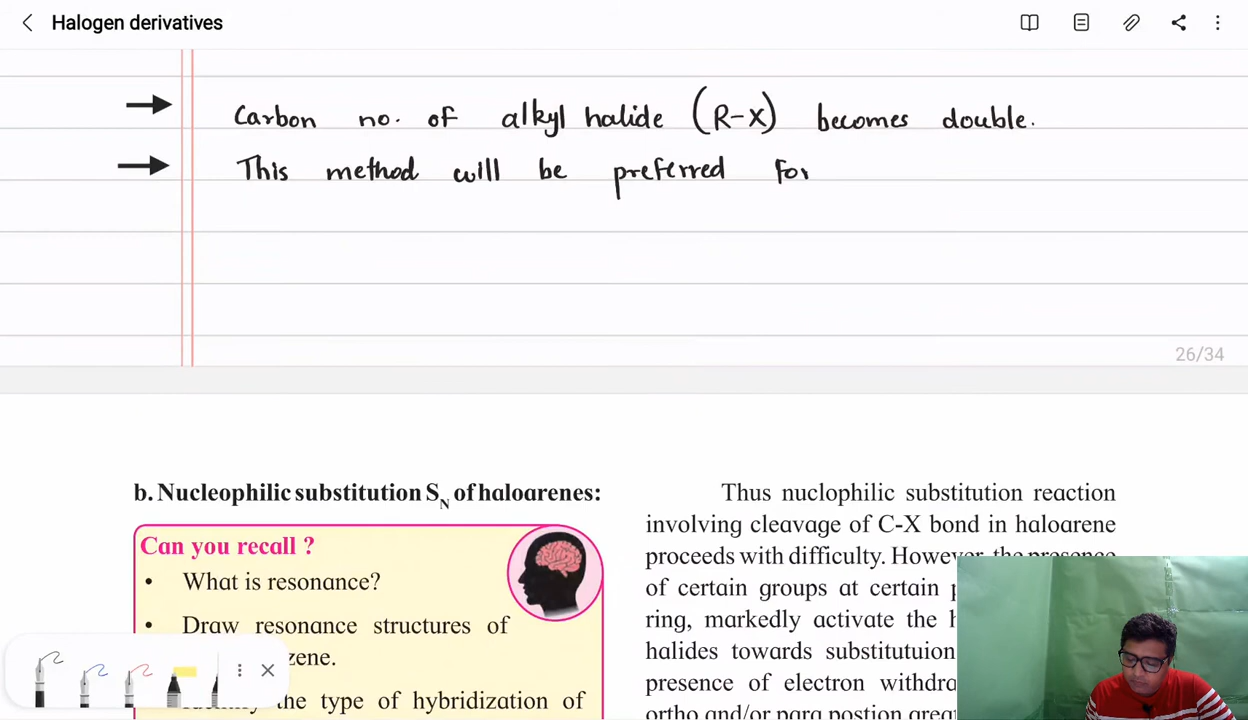 Halogen derivatives
Carbon no. of alkyl halide (R-X) becomes double.
This method will be preferred for
26/34
b. Nucleophilic substitution SN of haloarenes:
Can you recall ?
• What is resonance?
• Draw resonance structures of
zene.
the type of hybridization of
Thus nuclophilic substitution reaction
involving cleavage of C-X bond in haloarene
proceeds with difficulty. However, the presence
of certain groups at certain
ring, markedly activate the
halides towards substitutuion
presence of electron withdra
ortho and/or para postion grea